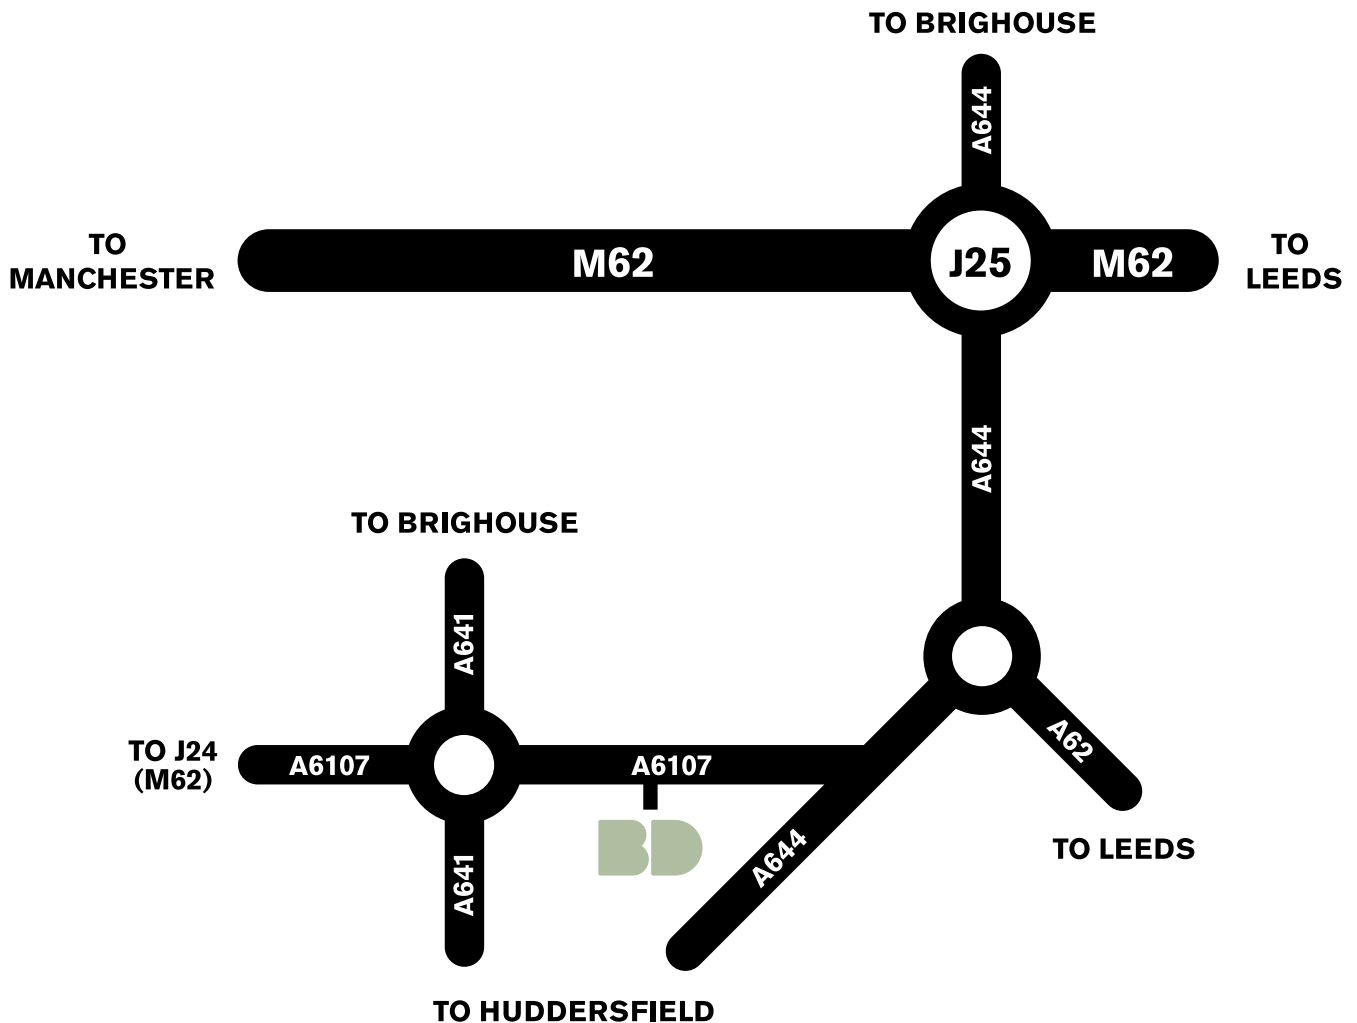 TO BRIGHOUSE
A644
TO
MANCHESTER
M62
J25
M62
TO
LEEDS
A644
TO BRIGHOUSE
A641
TO J24
(M62)
A6107
A6107
A62
BD
A644
TO LEEDS
A641
TO HUDDERSFIELD